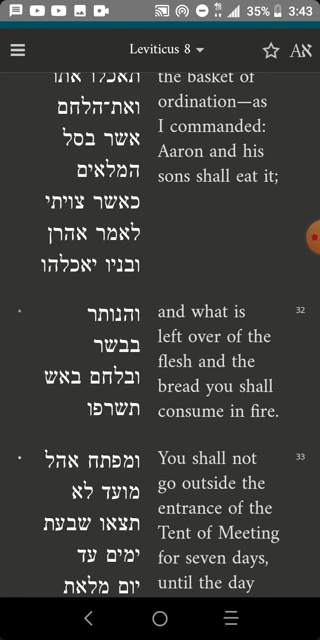 35% 3:43
Leviticus 8
תאכלו אתו
ואת־הלחם
אשר בסל
המלאים
כאשר צויתי
לאמר אהרן
ובניו יאכלהו
the basket of
ordination—as
I commanded:
Aaron and his
sons shall eat it;
והנותר
בבשר
ובלחם באש
תשרפו
and what is
left over of the
flesh and the
bread you shall
consume in fire.
32
ומפתח אהל
מועד לא
תצאו שבעת
ימים עד
יום מלאת
You shall not
go outside the
entrance of the
Tent of Meeting
for seven days,
until the day
33